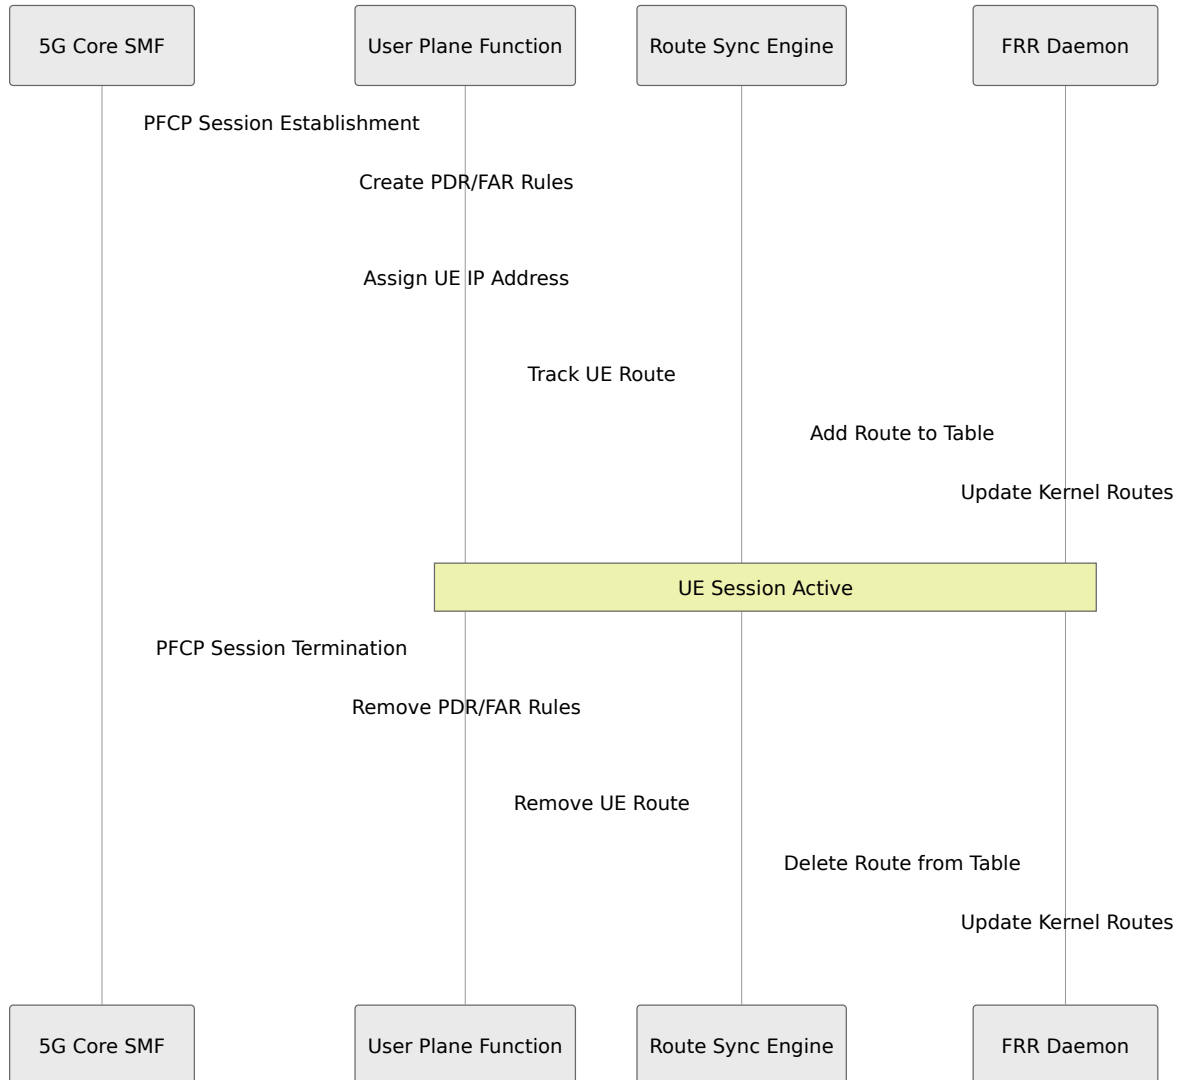 5G Core SMF
User Plane Function
Route Sync Engine
FRR Daemon
PFCP Session Establishment
Create PDR/FAR Rules
Assign UE IP Address
Track UE Route
Add Route to Table
Update Kernel Routes
UE Session Active
PFCP Session Termination
Remove PDR/FAR Rules
Remove UE Route
Delete Route from Table
Update Kernel Routes
5G Core SMF
User Plane Function
Route Sync Engine
FRR Daemon